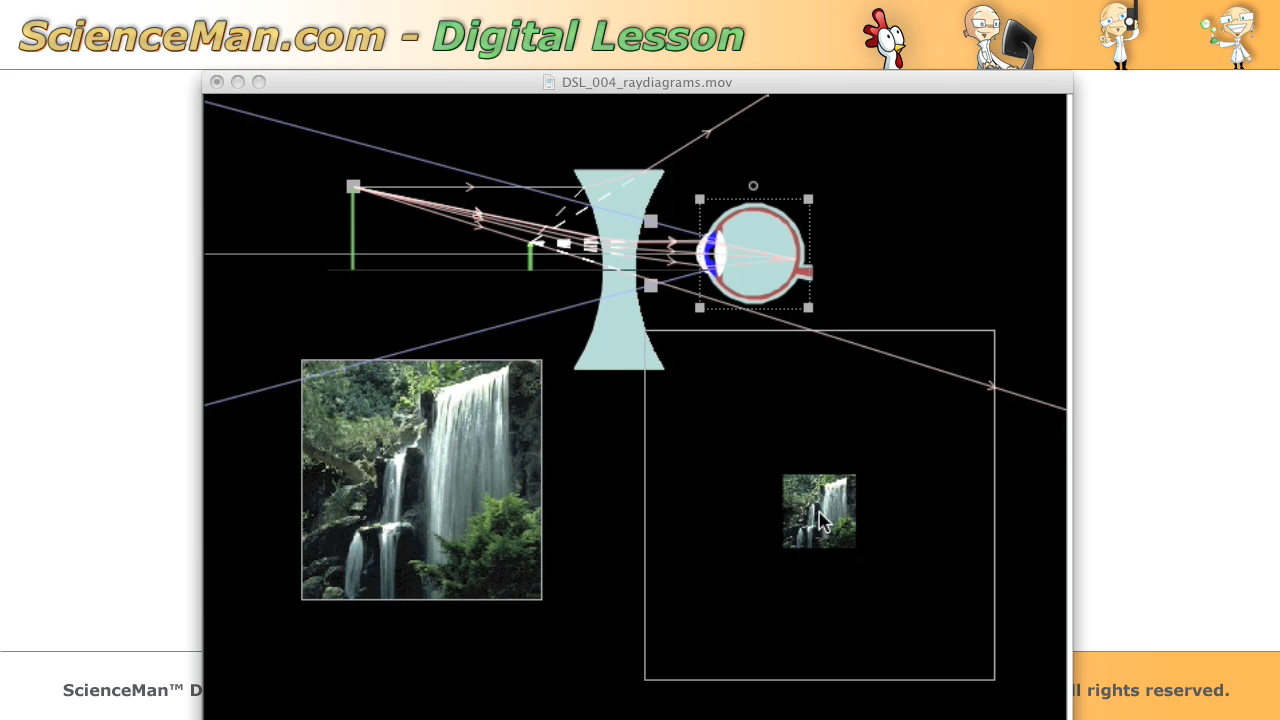 ScienceMan.com - Digital Lesson
DSL_004_raydiagrams.mov
ScienceMan™ D
ll rights reserved.